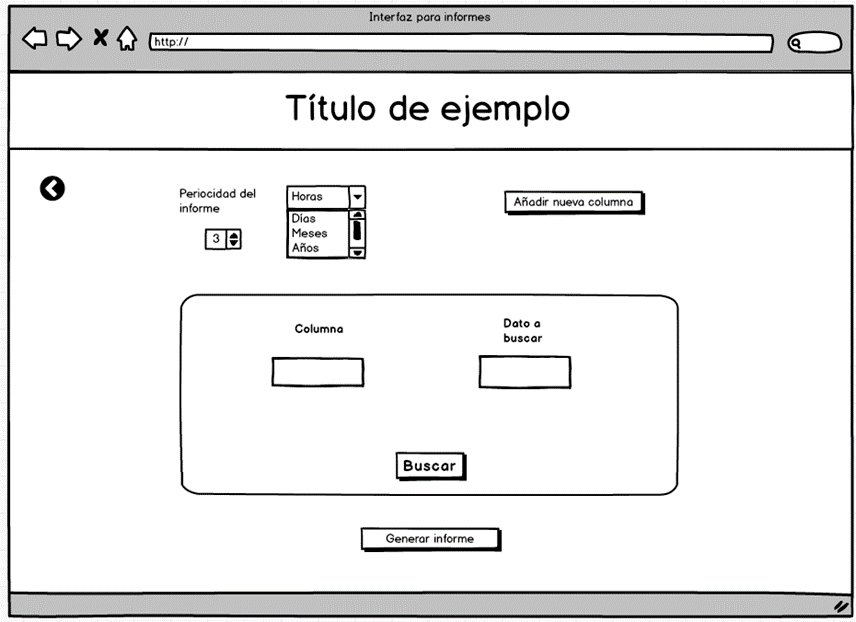 Interfaz para informes
http://
Título de ejemplo
Periocidad del
informe
3
Horas
Días
Meses
Años
Añadir nueva columna
Columna
Dato a
buscar
Buscar
Generar informe